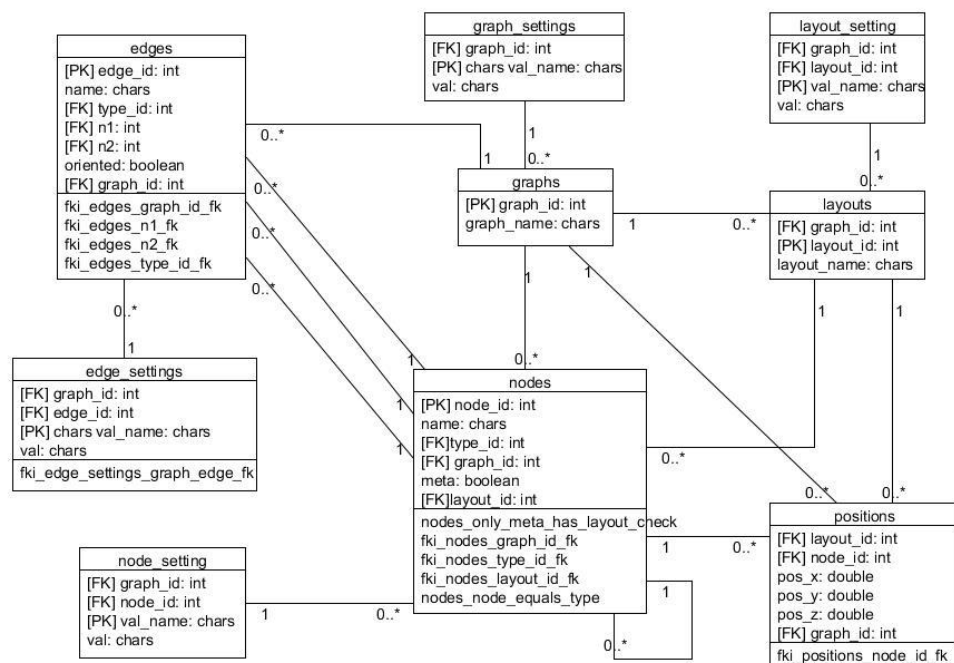 edges
[PK] edge_id: int
name: chars
[FK] type_id: int
[FK] n1: int
[FK] n2: int
oriented: boolean
[FK] graph_id: int
fki_edges_graph_id_fk
fki_edges_n1_fk
fki_edges_n2_fk
fki_edges_type_id_fk
graph_settings
[FK] graph_id: int
[PK] chars val_name: chars
val: chars
layout_setting
[FK] graph_id: int
[FK] layout_id: int
[PK] val_name: chars
val: chars
0..*
1
1
0..*
1
0..*
graphs
[PK] graph_id: int
graph_name: chars
layouts
[FK] graph_id: int
[PK] layout_id: int
layout_name: chars
1
0..*
0..*
0..*
0..*
1
1
1
1
0..*
1
edge_settings
[FK] graph_id: int
[FK] edge_id: int
[PK] chars val_name: chars
val: chars
fki_edge_settings_graph_edge_fk
1
1
1
0..*
nodes
[PK] node_id: int
name: chars
[FK]type_id: int
[FK] graph_id: int
meta: boolean
[FK]layout_id: int
nodes_only_meta_has_layout_check
fki_nodes_graph_id_fk
fki_nodes_type_id_fk
fki_nodes_layout_id_fk
nodes_node_equals_type
0..*
0..*
0..*
positions
[FK] layout_id: int
[FK] node_id: int
pos_x: double
pos_y: double
pos_z: double
[FK] graph_id: int
fki_positions_node_id_fk
1
0..*
node_setting
[FK] graph_id: int
[FK] node_id: int
[PK] val_name: chars
val: chars
1
0..*
1
0..*